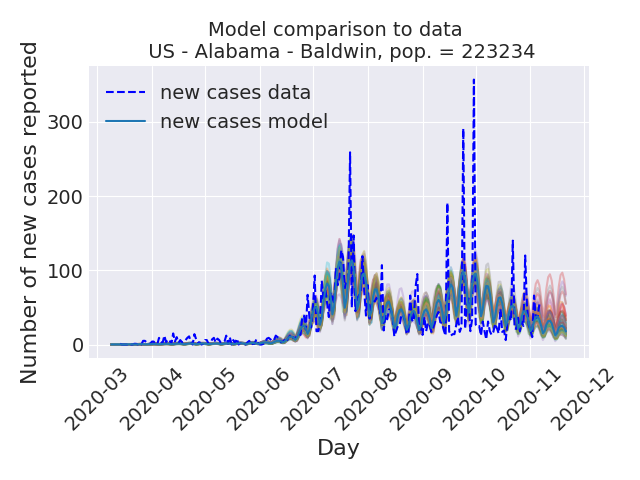 Model comparison to data
US - Alabama - Baldwin, pop. = 223234
Number of new cases reported
new cases data
new cases model
300
200
100
0
2020-03
2020-04
2020-05
2020-06
2020-07
2020-08
2020-09
2020-10
2020-11
2020-12
Day